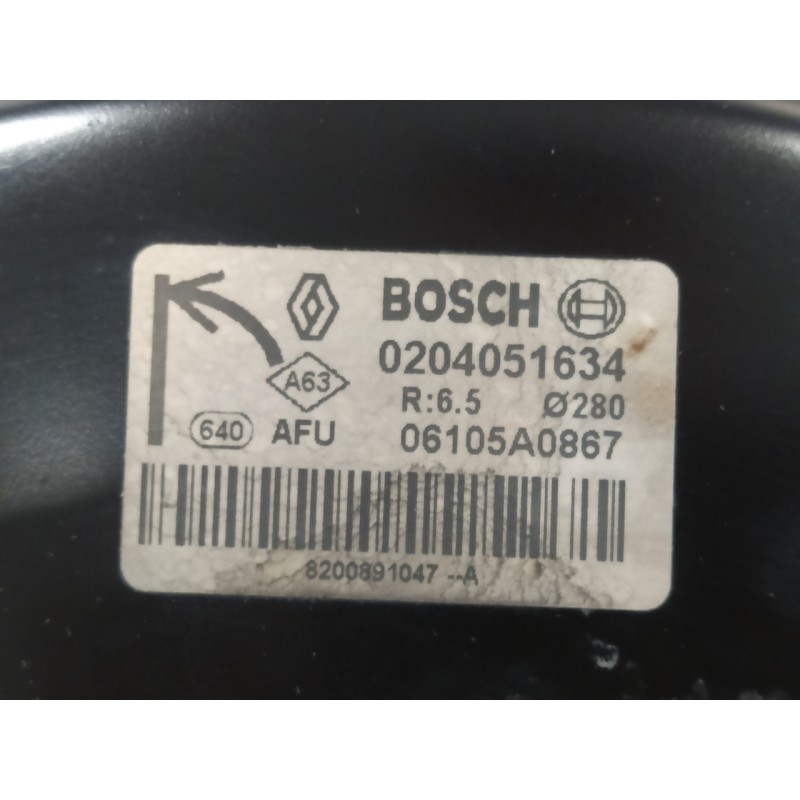 BOSCH
0204051634
A63
R:6.5 Ø280
640 AFU 06105A0867
8200891047 --A